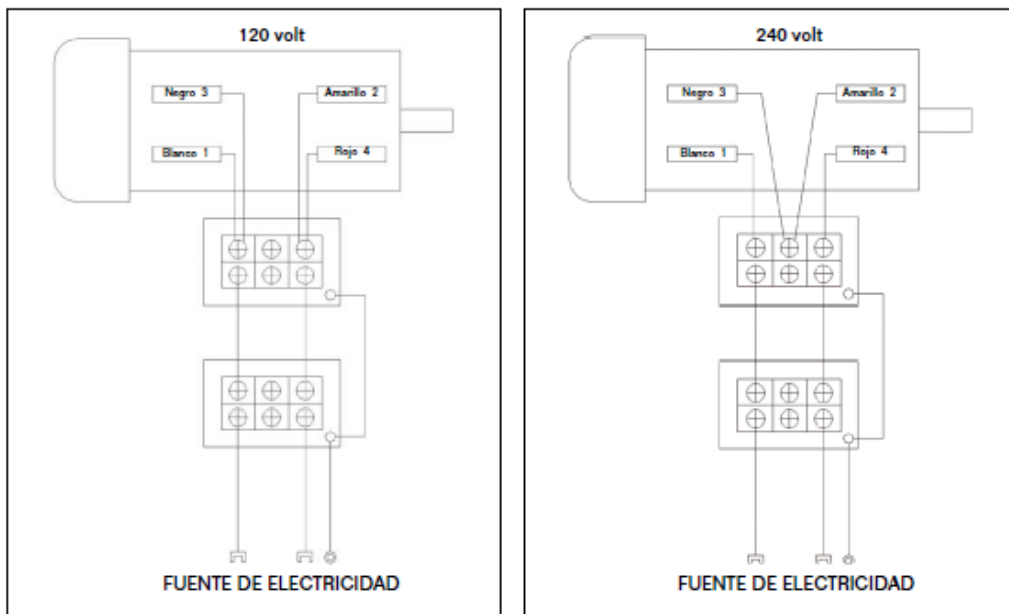 120 volt
Negro 3
Amarillo 2
Blanco 1
Rojo 4
FUENTE DE ELECTRICIDAD
240 volt
Negro 3
Amarillo 2
Blanco 1
Rojo 4
FUENTE DE ELECTRICIDAD